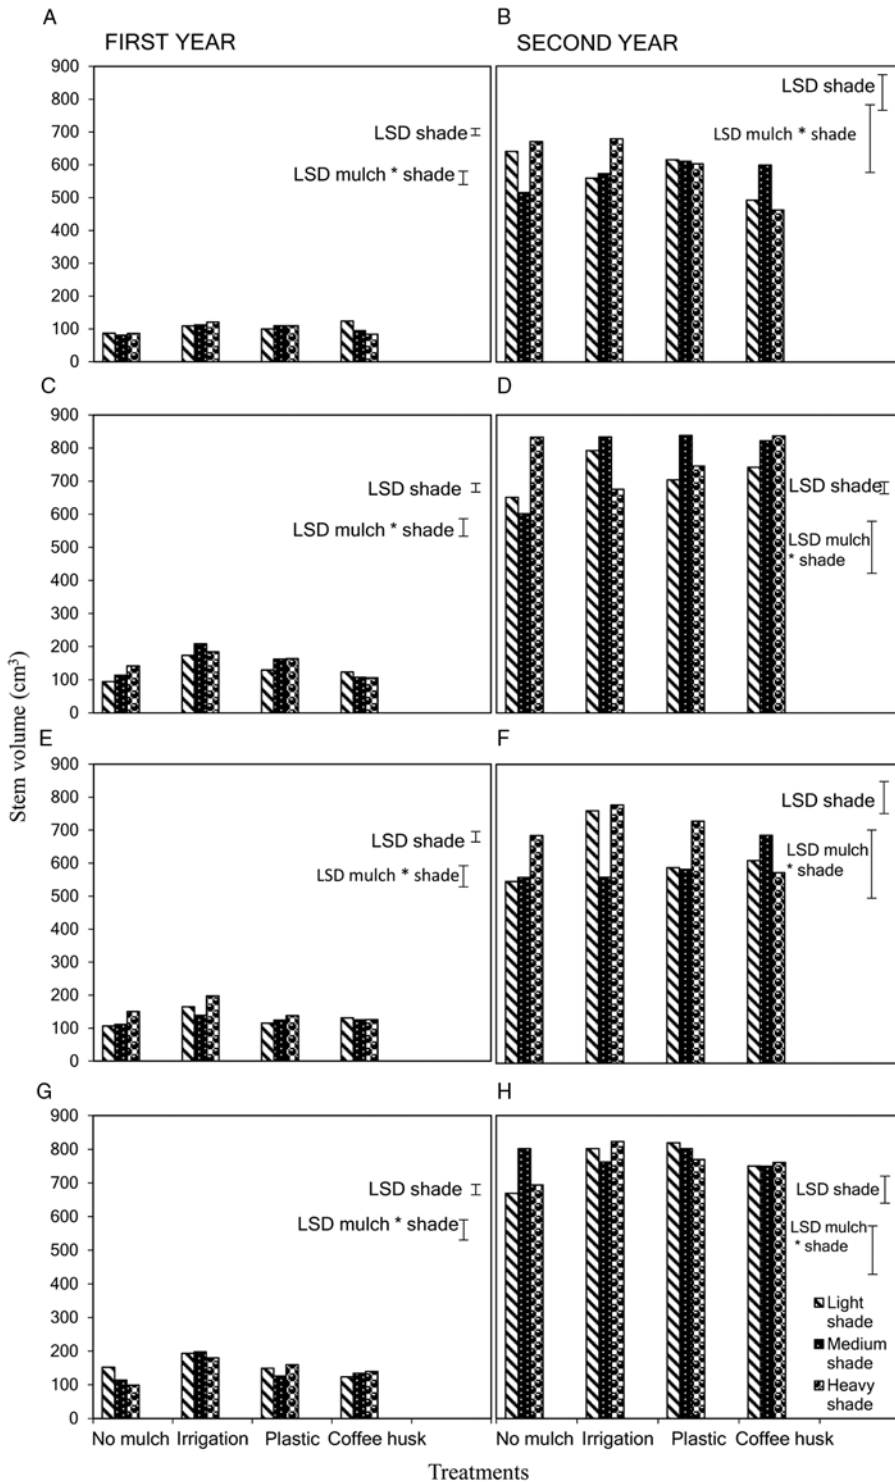 A
B
FIRST YEAR
SECOND YEAR
900
800
700
600
500
400
300
200
100
0
LSD shade
LSD mulch * shade
LSD shade
LSD mulch * shade
C
D
900
800
700
600
500
400
300
200
100
0
LSD shade
LSD mulch * shade
LSD shade
LSD mulch
* shade
Stem volume (cm³)
E
F
900
800
700
600
500
400
300
200
100
0
LSD shade
LSD mulch * shade
LSD shade
LSD mulch
* shade
G
H
900
800
700
600
500
400
300
200
100
0
LSD shade
LSD mulch * shade
LSD shade
LSD mulch
* shade
Light
shade
Medium
shade
Heavy
shade
No mulch Irrigation Plastic Coffee husk
No mulch Irrigation Plastic Coffee husk
Treatments